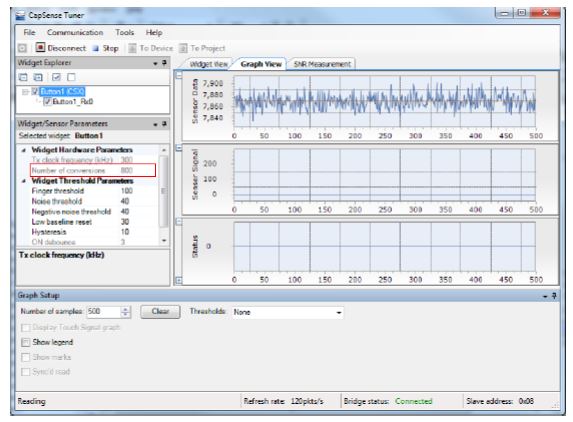 CapSense Tuner
File Communication Tools Help
Disconnect Stop To Device To Project
Widget Explorer
Widget View Graph View SNR Measurement
Button1 (CSX)
Button1_Rx0
Sensor Data
7,900
7,880
7,860
7,840
0 50 100 150 200 250 300 350 400 450 500
Widget/Sensor Parameters
Selected widget: Button1
Widget Hardware Parameters
Tx clock frequency (kHz) 300
Number of conversions 800
Widget Threshold Parameters
Finger threshold 100
Noise threshold 40
Negative noise threshold 40
Low baseline reset 30
Hysteresis 10
ON debounce 3
Tx clock frequency (kHz)
Sensor Signal
200
100
0
0 50 100 150 200 250 300 350 400 450 500
Status
0
0 50 100 150 200 250 300 350 400 450 500
Graph Setup
Number of samples: 500 Clear Thresholds: None
Display Touch Signal graph
Show legend
Show marks
Sync'd read
Reading Refresh rate: 120pkts/s Bridge status: Connected Slave address: 0x08